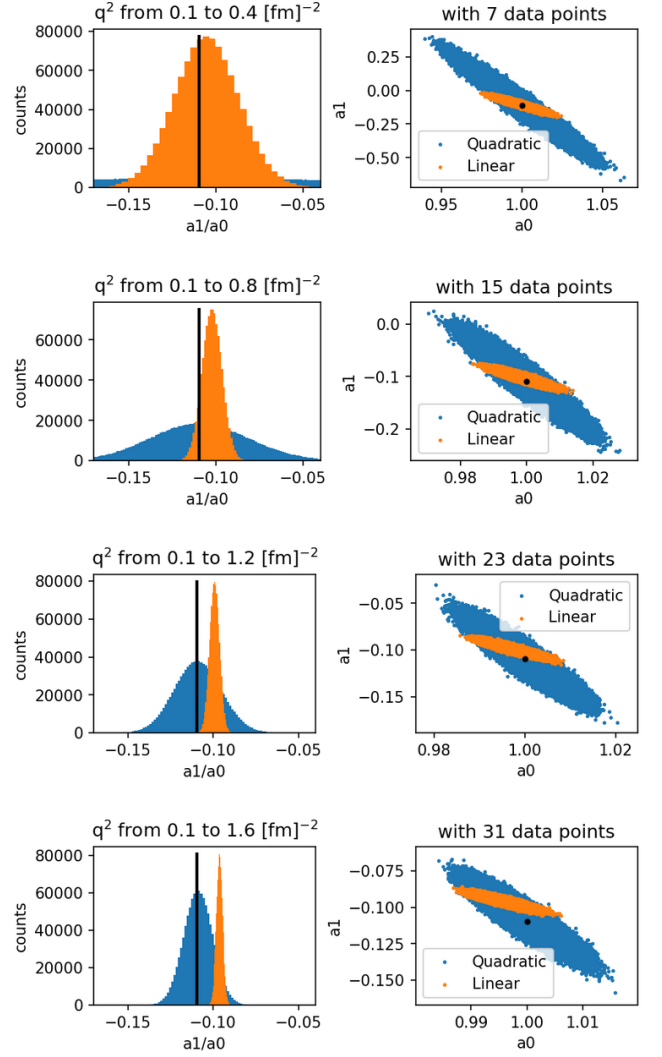 q² from 0.1 to 0.4 [fm]⁻²
counts
80000
60000
40000
20000
0
−0.15
−0.10
−0.05
a1/a0
with 7 data points
a1
0.25
0.00
−0.25
−0.50
Quadratic
Linear
0.95
1.00
1.05
a0
q² from 0.1 to 0.8 [fm]⁻²
counts
80000
60000
40000
20000
0
−0.15
−0.10
−0.05
a1/a0
with 15 data points
a1
0.0
−0.1
−0.2
Quadratic
Linear
0.98
1.00
1.02
a0
q² from 0.1 to 1.2 [fm]⁻²
counts
80000
60000
40000
20000
0
−0.15
−0.10
−0.05
a1/a0
with 23 data points
a1
−0.05
−0.10
−0.15
Quadratic
Linear
0.98
1.00
1.02
a0
q² from 0.1 to 1.6 [fm]⁻²
counts
80000
60000
40000
20000
0
−0.15
−0.10
−0.05
a1/a0
with 31 data points
a1
−0.075
−0.100
−0.125
−0.150
Quadratic
Linear
0.99
1.00
1.01
a0